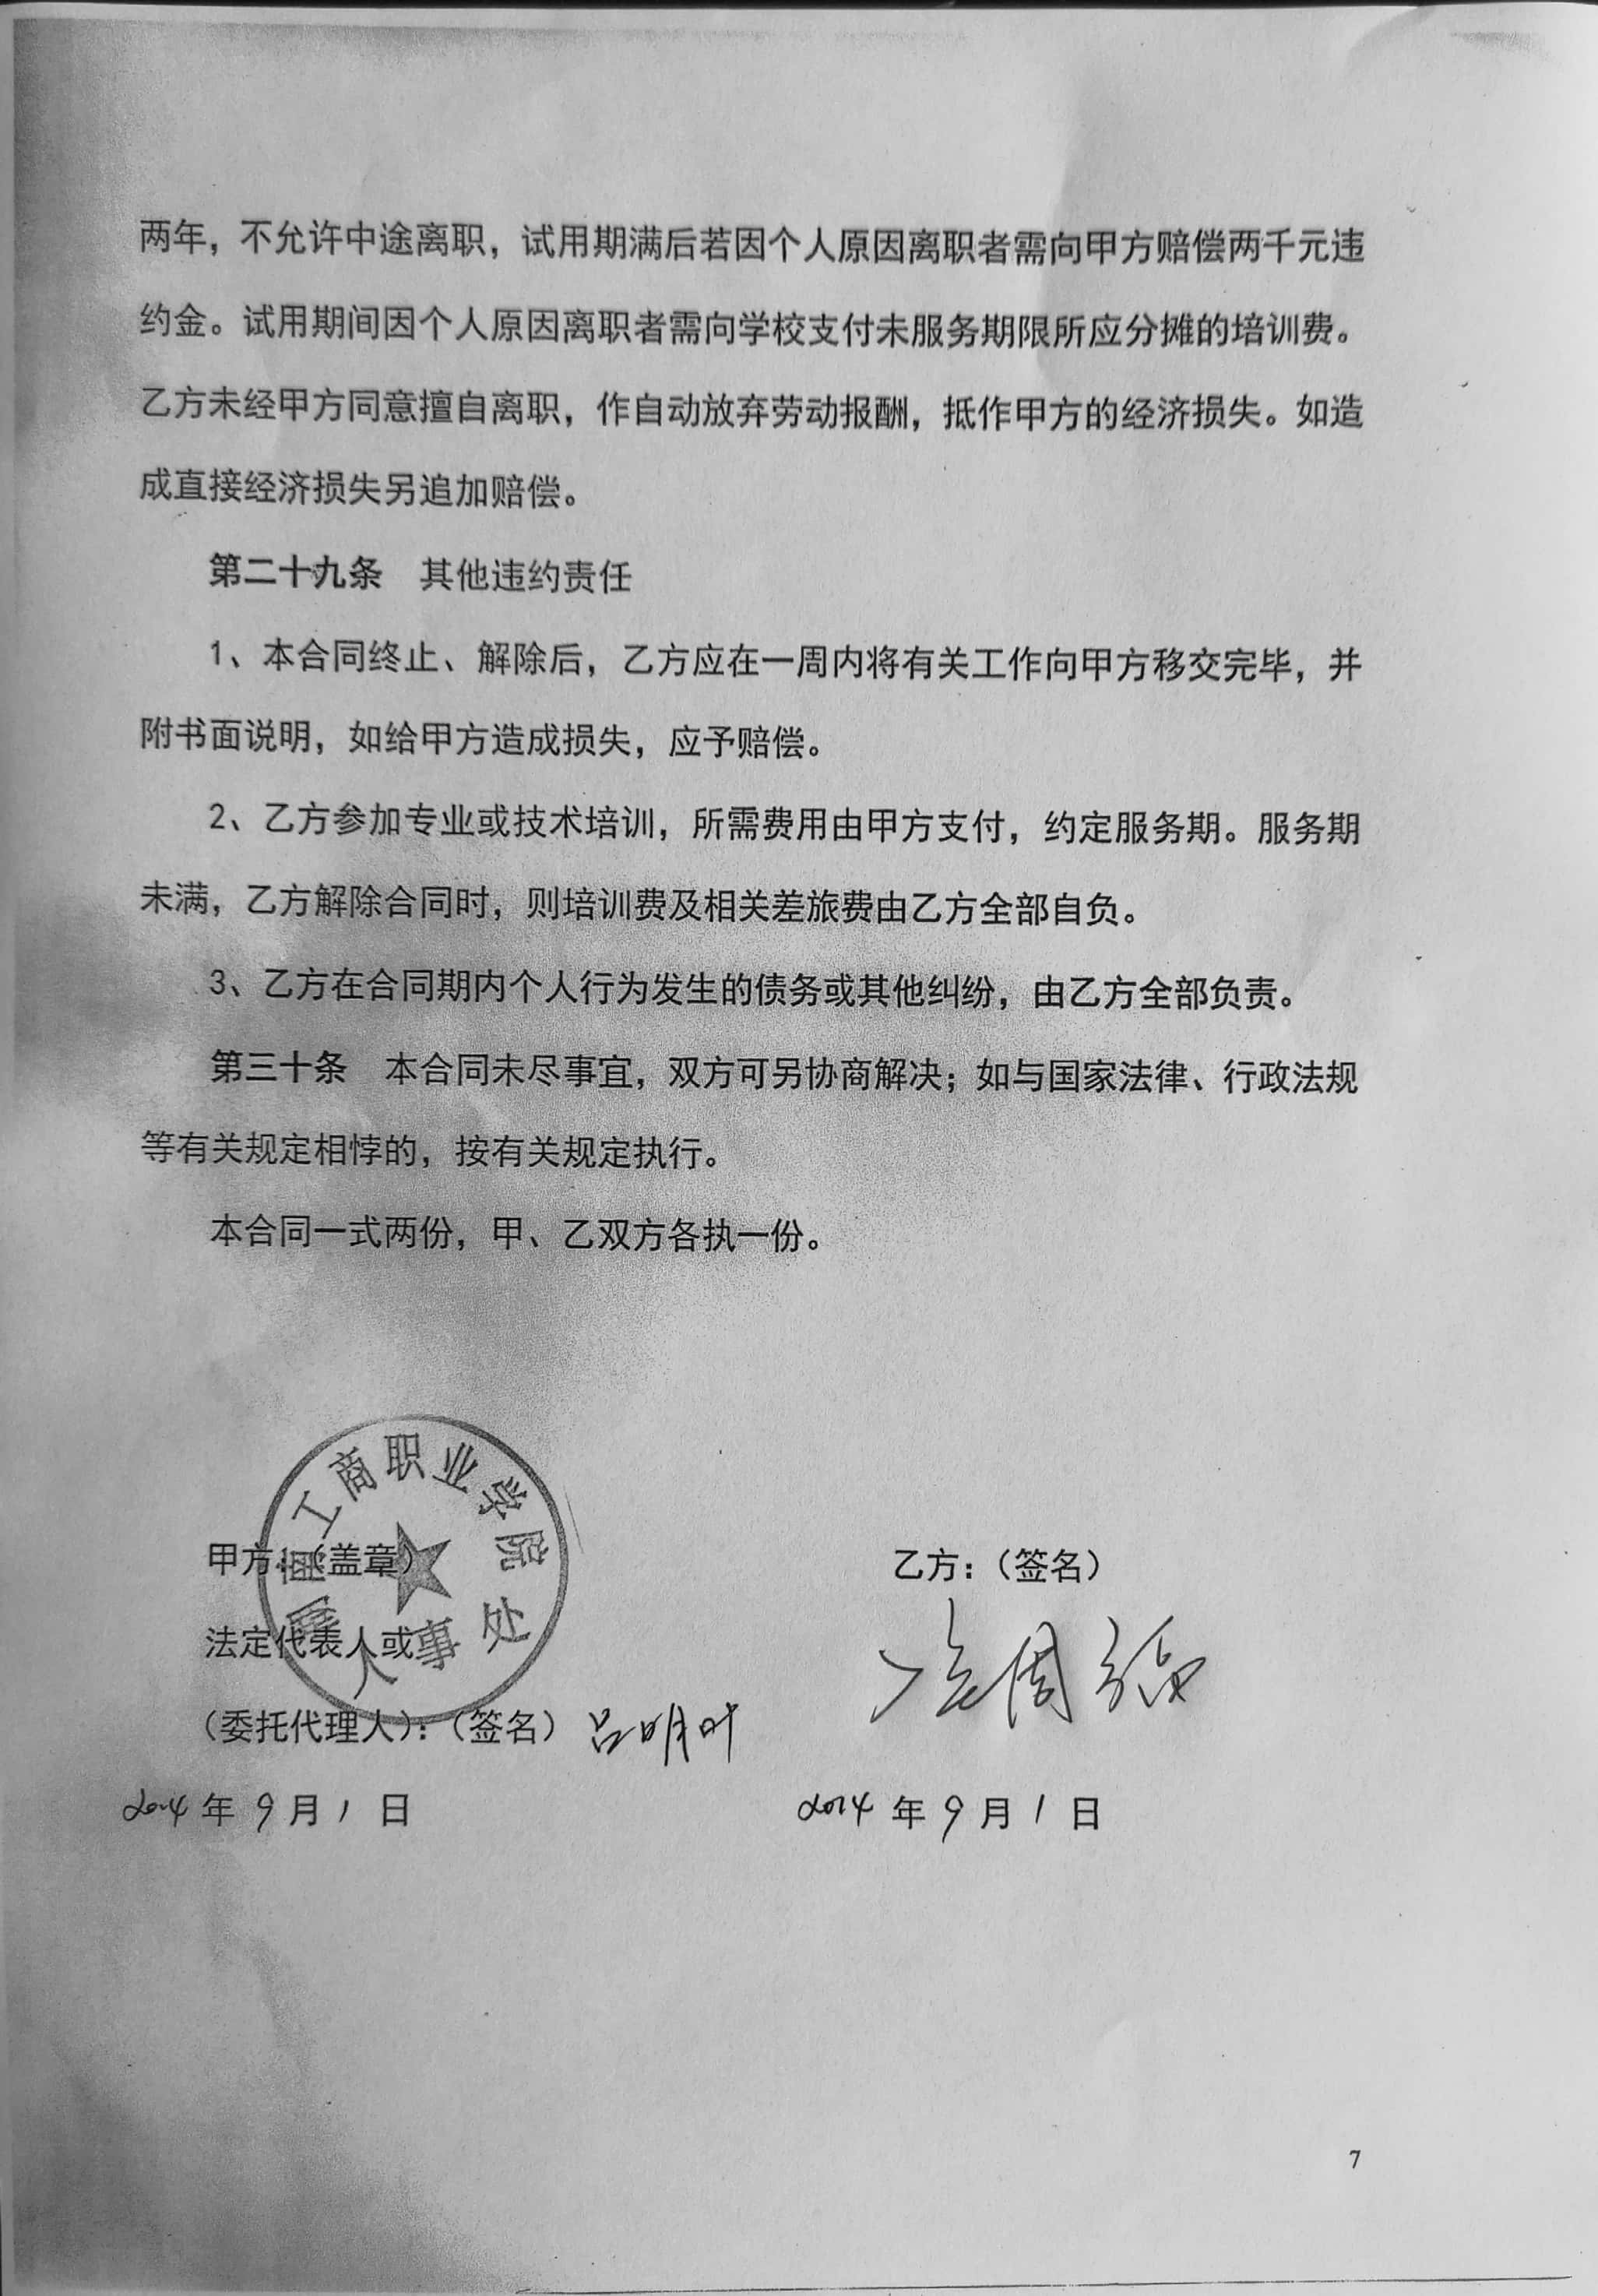 两年，不允许中途离职，试用期满后若因个人原因离职者需向甲方赔偿两千元违
约金。试用期间因个人原因离职者需向学校支付未服务期限所应分摊的培训费。
乙方未经甲方同意擅自离职，作自动放弃劳动报酬，抵作甲方的经济损失。如造
成直接经济损失另追加赔偿。
第二十九条　其他违约责任
1、本合同终止、解除后，乙方应在一周内将有关工作向甲方移交完毕，并
附书面说明，如给甲方造成损失，应予赔偿。
2、乙方参加专业或技术培训，所需费用由甲方支付，约定服务期。服务期
未满，乙方解除合同时，则培训费及相关差旅费由乙方全部自负。
3、乙方在合同期内个人行为发生的债务或其他纠纷，由乙方全部负责。
第三十条　本合同未尽事宜，双方可另协商解决；如与国家法律、行政法规
等有关规定相悖的，按有关规定执行。
本合同一式两份，甲、乙双方各执一份。
工商职业学院
甲方：（盖章）
乙方：（签名）
人事处
法定代表人或
（委托代理人）：（签名）吕明叶
年 9 月 1 日
2014 年 9 月 1 日
7